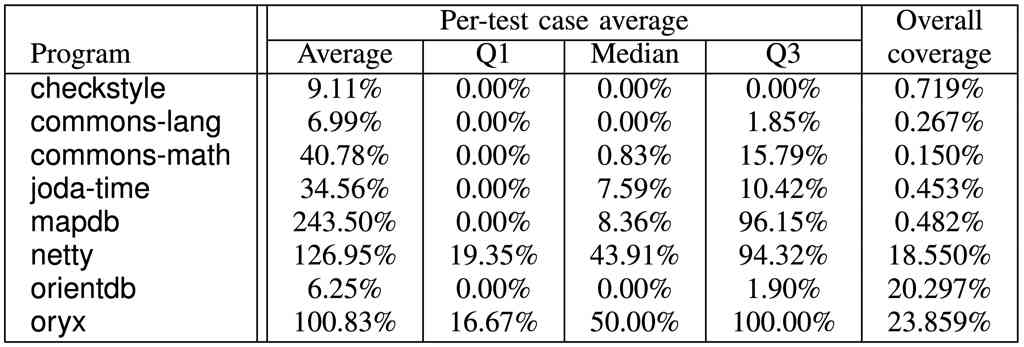 Per-test case average Overall
Program Average Q1 Median Q3 coverage
checkstyle 9.11% 0.00% 0.00% 0.00% 0.719%
commons-lang 6.99% 0.00% 0.00% 1.85% 0.267%
commons-math 40.78% 0.00% 0.83% 15.79% 0.150%
joda-time 34.56% 0.00% 7.59% 10.42% 0.453%
mapdb 243.50% 0.00% 8.36% 96.15% 0.482%
netty 126.95% 19.35% 43.91% 94.32% 18.550%
orientdb 6.25% 0.00% 0.00% 1.90% 20.297%
oryx 100.83% 16.67% 50.00% 100.00% 23.859%